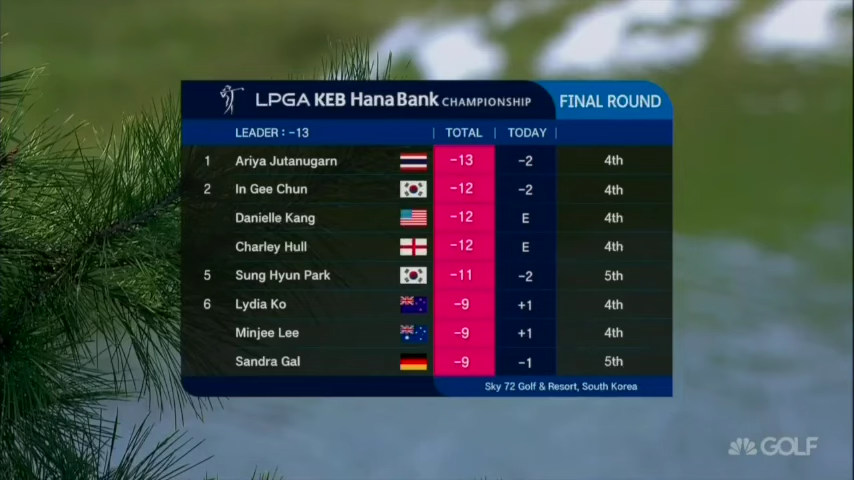 LPGA KEB HanaBank CHAMPIONSHIP FINAL ROUND
LEADER : -13 TOTAL TODAY
1 Ariya Jutanugarn -13 -2 4th
2 In Gee Chun -12 -2 4th
Danielle Kang -12 E 4th
Charley Hull -12 E 4th
5 Sung Hyun Park -11 -2 5th
6 Lydia Ko -9 +1 4th
Minjee Lee -9 +1 4th
Sandra Gal -9 -1 5th
Sky 72 Golf & Resort, South Korea
GOLF